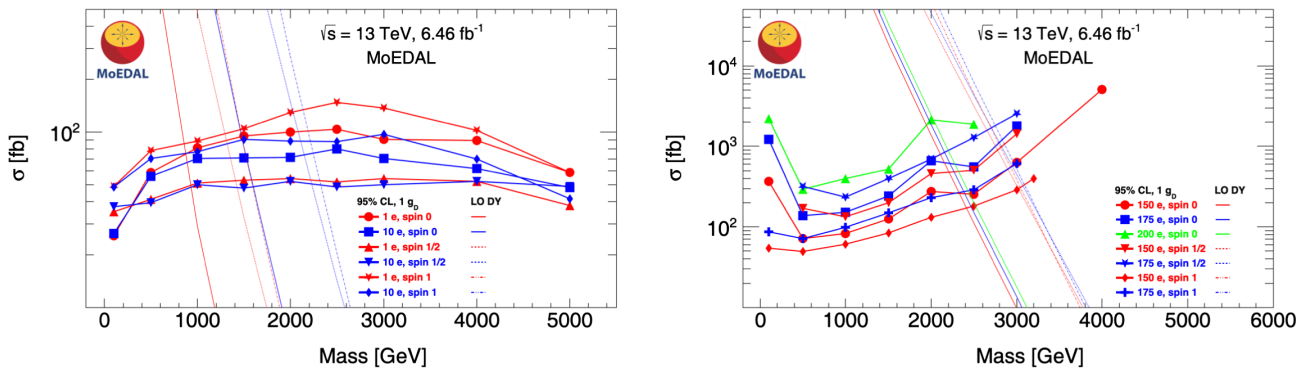 √s = 13 TeV, 6.46 fb⁻¹
MoEDAL
MoEDAL
σ [fb]
10²
95% CL, 1 g_D LO DY
1 e, spin 0
10 e, spin 0
1 e, spin 1/2
10 e, spin 1/2
1 e, spin 1
10 e, spin 1
0 1000 2000 3000 4000 5000
Mass [GeV]
√s = 13 TeV, 6.46 fb⁻¹
MoEDAL
MoEDAL
σ [fb]
10⁴
10³
10²
95% CL, 1 g_D LO DY
150 e, spin 0
175 e, spin 0
200 e, spin 0
150 e, spin 1/2
175 e, spin 1/2
150 e, spin 1
175 e, spin 1
0 1000 2000 3000 4000 5000 6000
Mass [GeV]